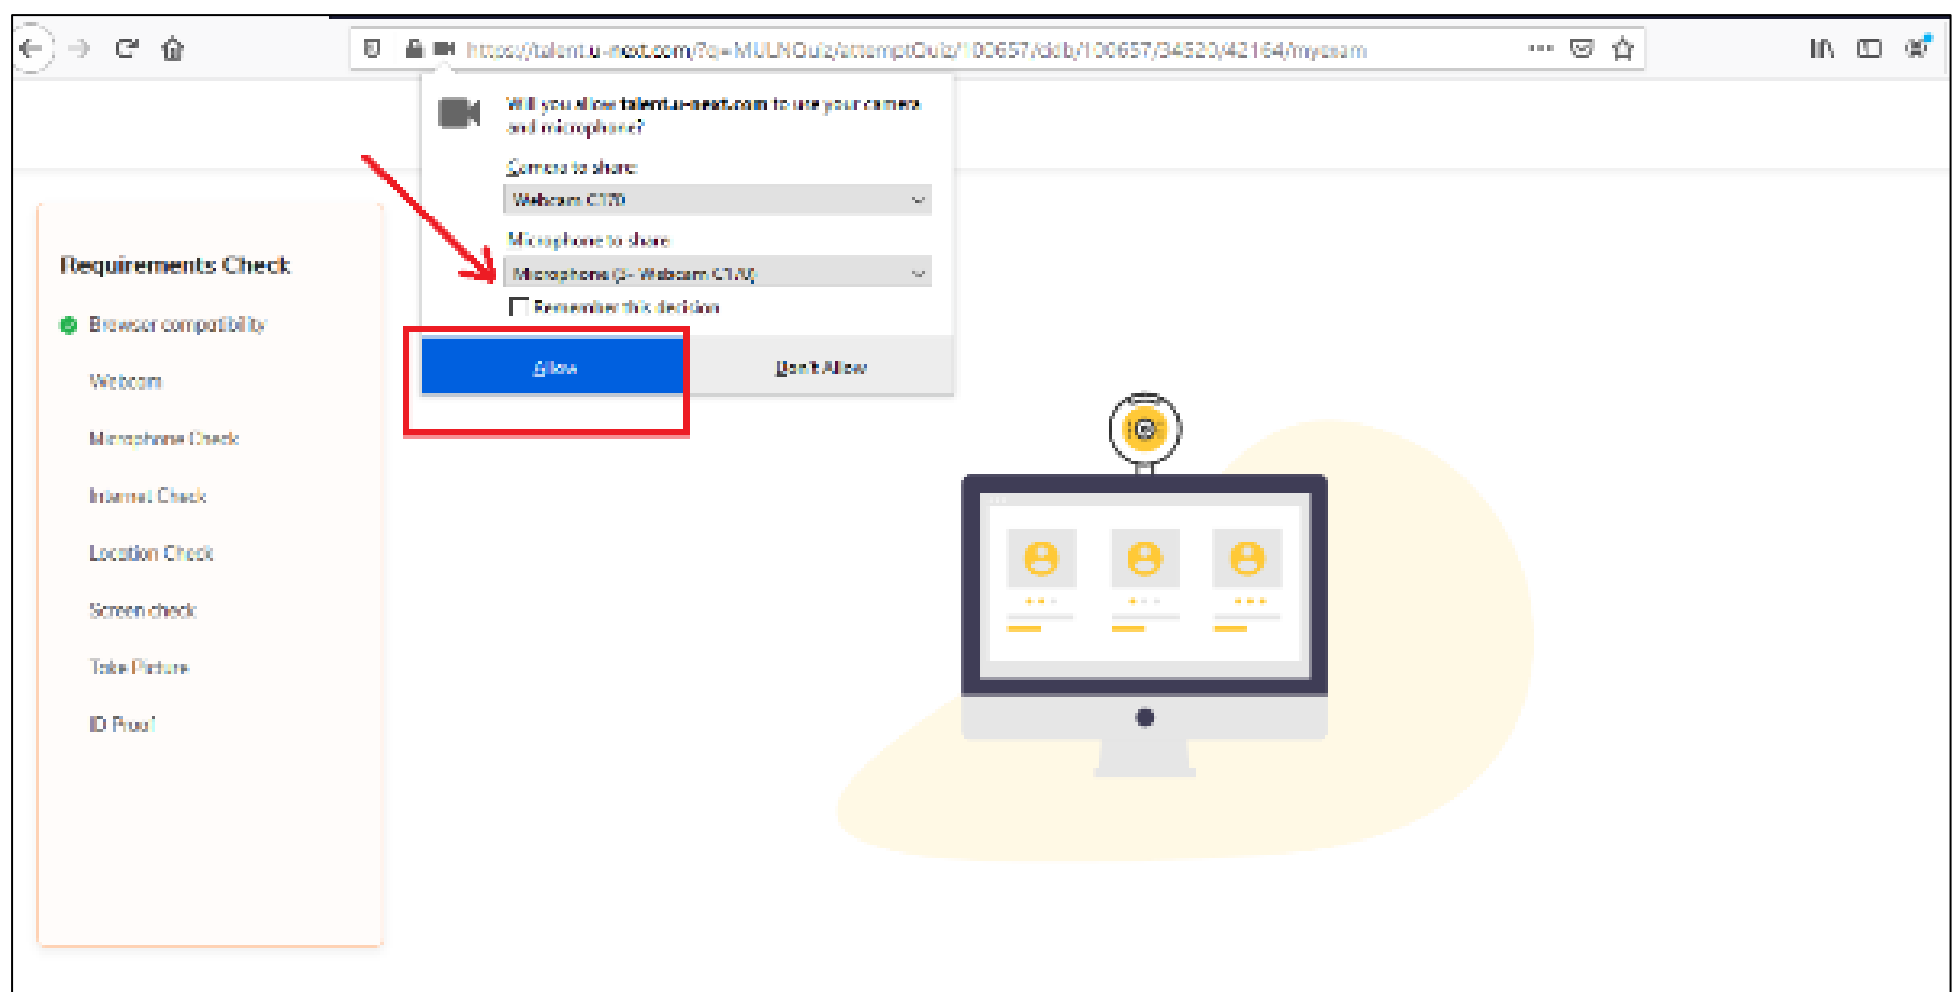 https://talent.u-next.com/?q=MULNQuiz/attemptQuiz/100657/cidb/100657/34520/42164/myexam
Will you allow talent.u-next.com to use your camera
and microphone?
Camera to share
Webcam C170
Microphone to share
Microphone (3- Webcam C170)
Remember this decision
Allow
Don't Allow
Requirements Check
Browser compatibility
Webcam
Microphone Check
Internet Check
Location Check
Screen check
Take Picture
ID Proof